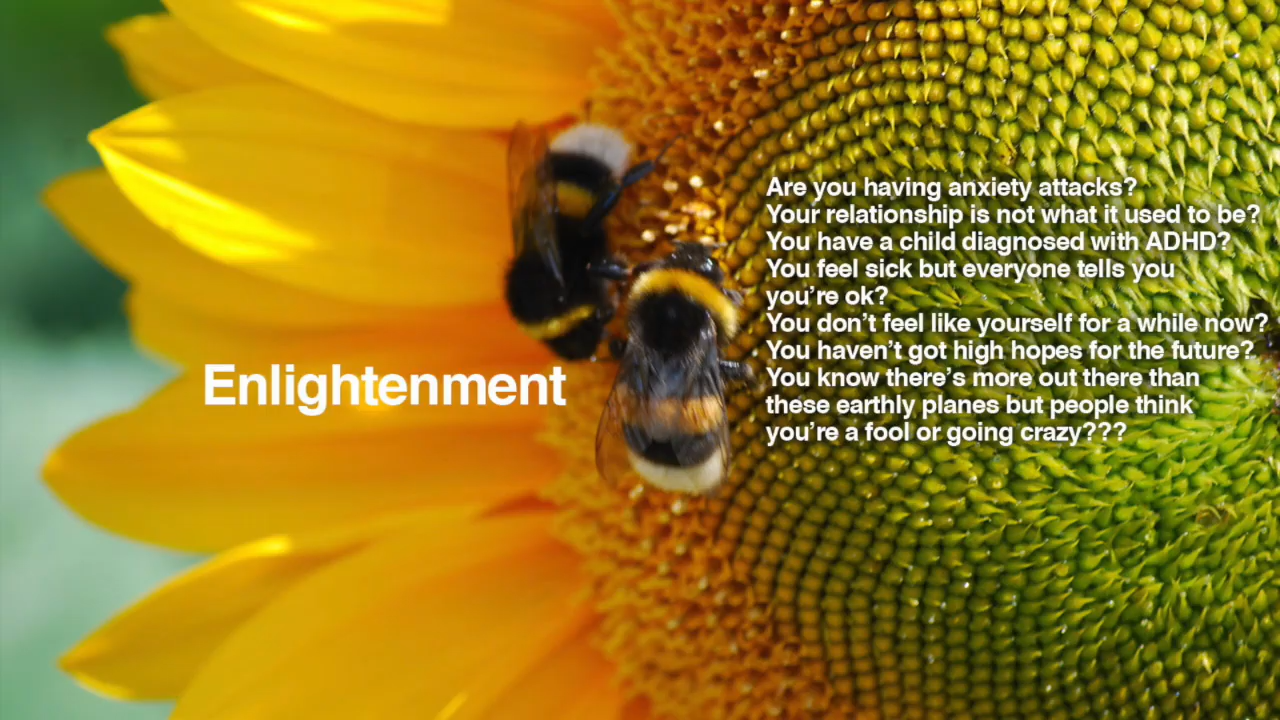 Enlightenment
Are you having anxiety attacks?
Your relationship is not what it used to be?
You have a child diagnosed with ADHD?
You feel sick but everyone tells you
you’re ok?
You don’t feel like yourself for a while now?
You haven’t got high hopes for the future?
You know there’s more out there than
these earthly planes but people think
you’re a fool or going crazy???